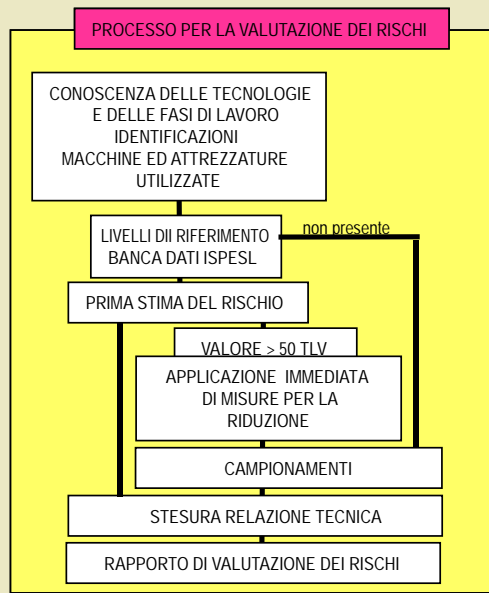 PROCESSO PER LA VALUTAZIONE DEI RISCHI
CONOSCENZA DELLE TECNOLOGIE
E DELLE FASI DI LAVORO
IDENTIFICAZIONI
MACCHINE ED ATTREZZATURE
UTILIZZATE
LIVELLI DII RIFERIMENTO
BANCA DATI ISPESL
non presente
PRIMA STIMA DEL RISCHIO
VALORE > 50 TLV
APPLICAZIONE IMMEDIATA
DI MISURE PER LA
RIDUZIONE
CAMPIONAMENTI
STESURA RELAZIONE TECNICA
RAPPORTO DI VALUTAZIONE DEI RISCHI